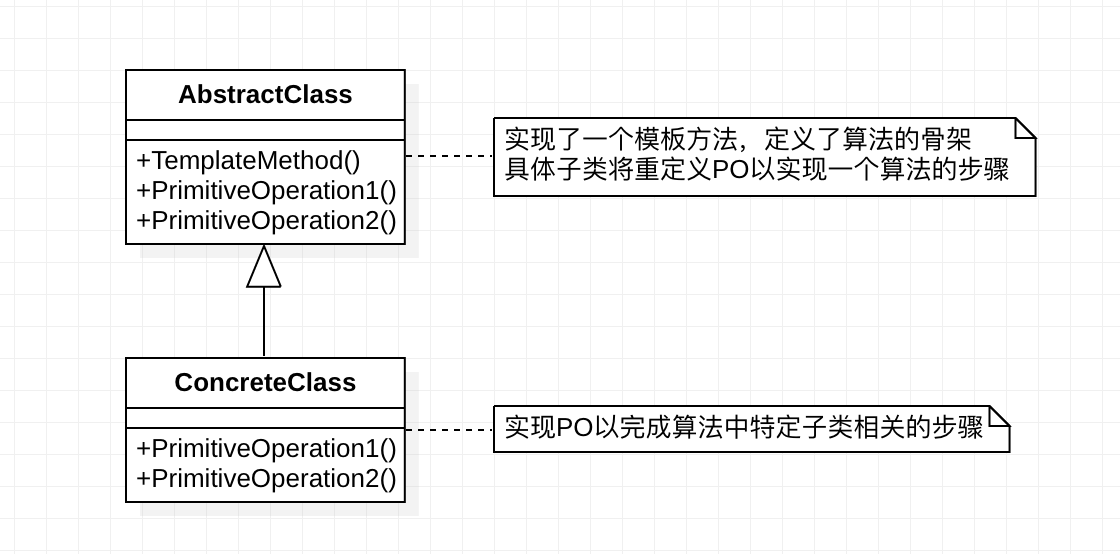 AbstractClass
+TemplateMethod()
+PrimitiveOperation1()
+PrimitiveOperation2()
实现了一个模板方法，定义了算法的骨架
具体子类将重定义PO以实现一个算法的步骤
ConcreteClass
+PrimitiveOperation1()
+PrimitiveOperation2()
实现PO以完成算法中特定子类相关的步骤